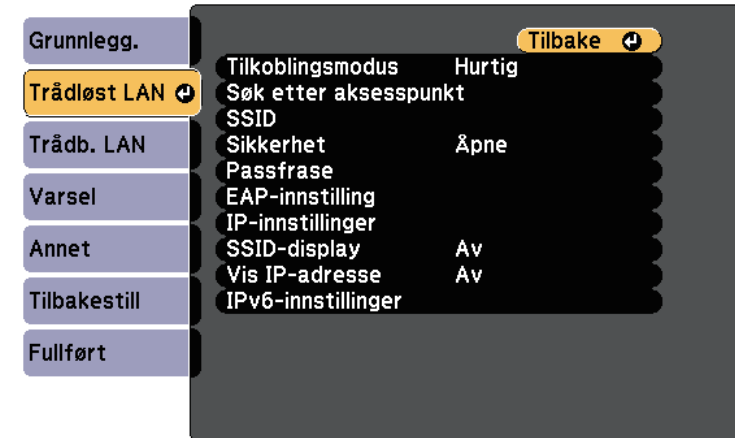 Grunnlegg.
Trådløst LAN
Trådb. LAN
Varsel
Annet
Tilbakestill
Fullført
Tilbake
Tilkoblingsmodus Hurtig
Søk etter aksesspunkt
SSID
Sikkerhet Åpne
Passfrase
EAP-innstilling
IP-innstillinger
SSID-display Av
Vis IP-adresse Av
IPv6-innstillinger